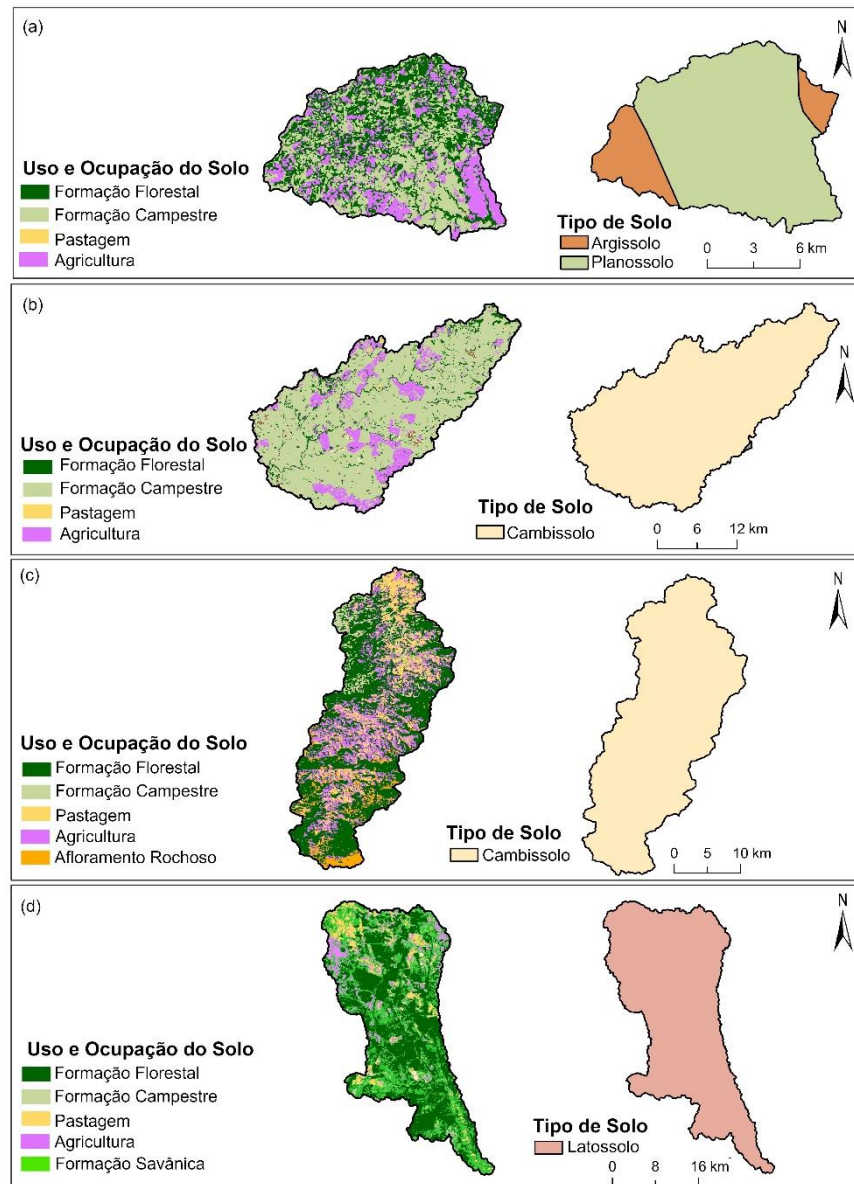 (a)
N
Uso e Ocupação do Solo
Formação Florestal
Formação Campestre
Pastagem
Agricultura
Tipo de Solo
Argissolo
Planossolo
0 3 6 km
(b)
N
Uso e Ocupação do Solo
Formação Florestal
Formação Campestre
Pastagem
Agricultura
Tipo de Solo
Cambissolo
0 6 12 km
(c)
N
Uso e Ocupação do Solo
Formação Florestal
Formação Campestre
Pastagem
Agricultura
Afloramento Rochoso
Tipo de Solo
Cambissolo
0 5 10 km
(d)
N
Uso e Ocupação do Solo
Formação Florestal
Formação Campestre
Pastagem
Agricultura
Formação Savânica
Tipo de Solo
Latossolo
0 8 16 km